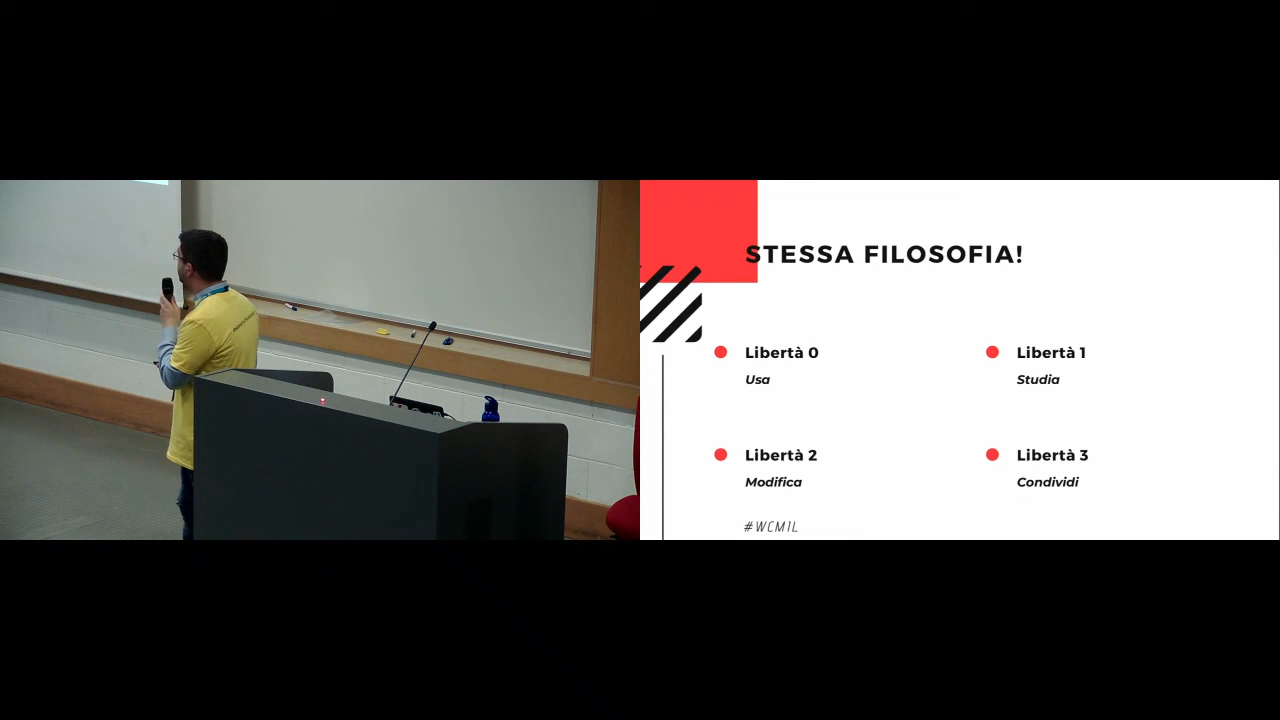 STESSA FILOSOFIA!
Libertà 0
Usa
Libertà 1
Studia
Libertà 2
Modifica
Libertà 3
Condividi
#WCMIL